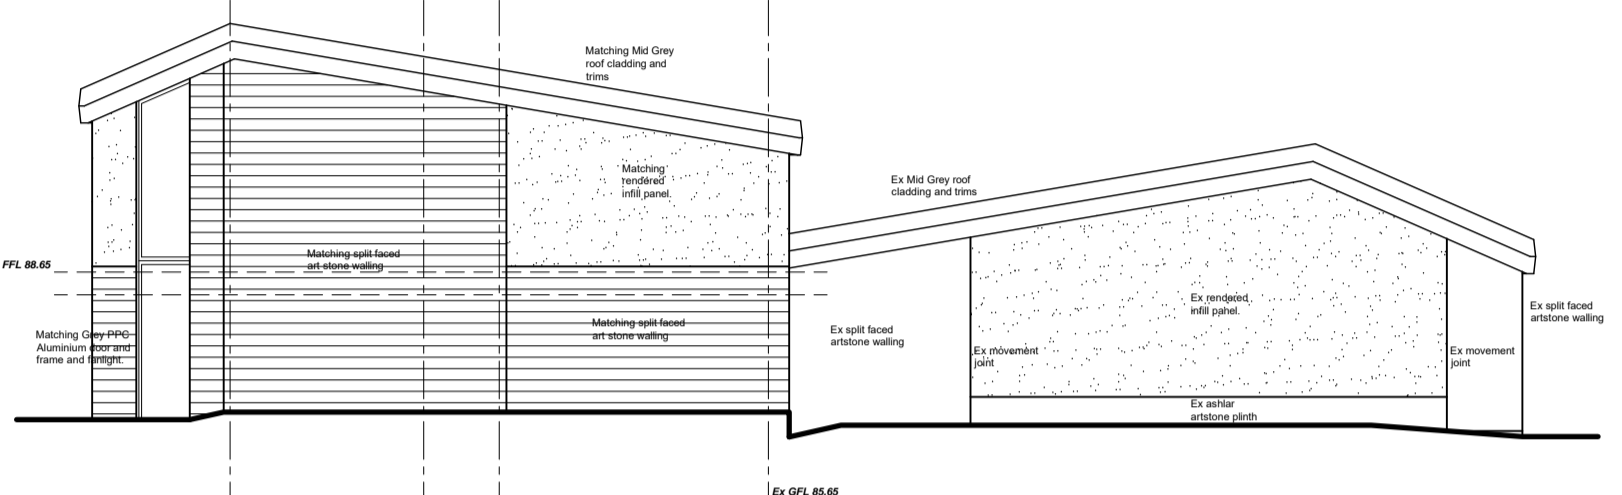 Matching Mid Grey
roof cladding and
trims
Matching
rendered
infill panel.
Ex Mid Grey roof
cladding and trims
Matching split faced
art stone walling
FFL 88.65
Matching Grey PPC
Aluminium door and
frame and fanlight.
Matching split faced
art stone walling
Ex split faced
artstone walling
Ex movement
joint
Ex rendered
infill panel.
Ex ashlar
artstone plinth
Ex movement
joint
Ex split faced
artstone walling
Ex GFL 85.65